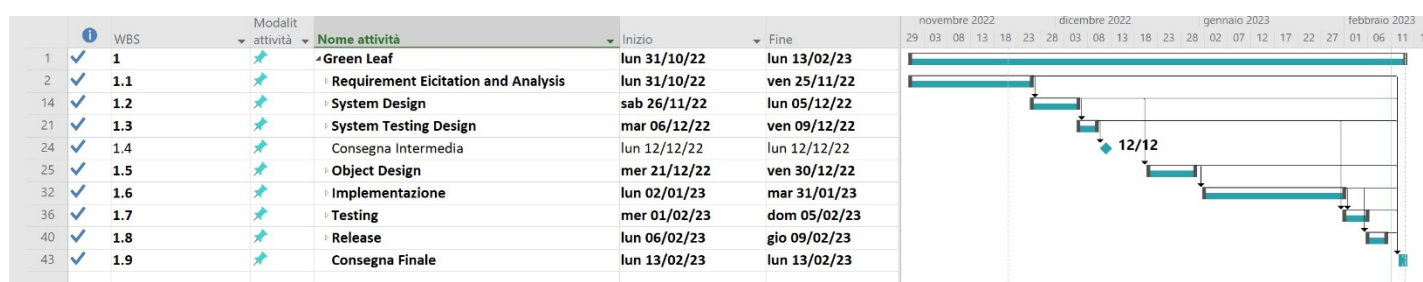 novembre 2022 dicembre 2022 gennaio 2023 febbraio 2023
WBS Modalit attività Nome attività Inizio Fine 29 03 08 13 18 23 28 03 08 13 18 23 28 02 07 12 17 22 27 01 06 11
1 1 Green Leaf lun 31/10/22 lun 13/02/23
2 1.1 Requirement Eicitation and Analysis lun 31/10/22 ven 25/11/22
14 1.2 System Design sab 26/11/22 lun 05/12/22
21 1.3 System Testing Design mar 06/12/22 ven 09/12/22
24 1.4 Consegna Intermedia lun 12/12/22 lun 12/12/22 12/12
25 1.5 Object Design mer 21/12/22 ven 30/12/22
32 1.6 Implementazione lun 02/01/23 mar 31/01/23
36 1.7 Testing mer 01/02/23 dom 05/02/23
40 1.8 Release lun 06/02/23 gio 09/02/23
43 1.9 Consegna Finale lun 13/02/23 lun 13/02/23